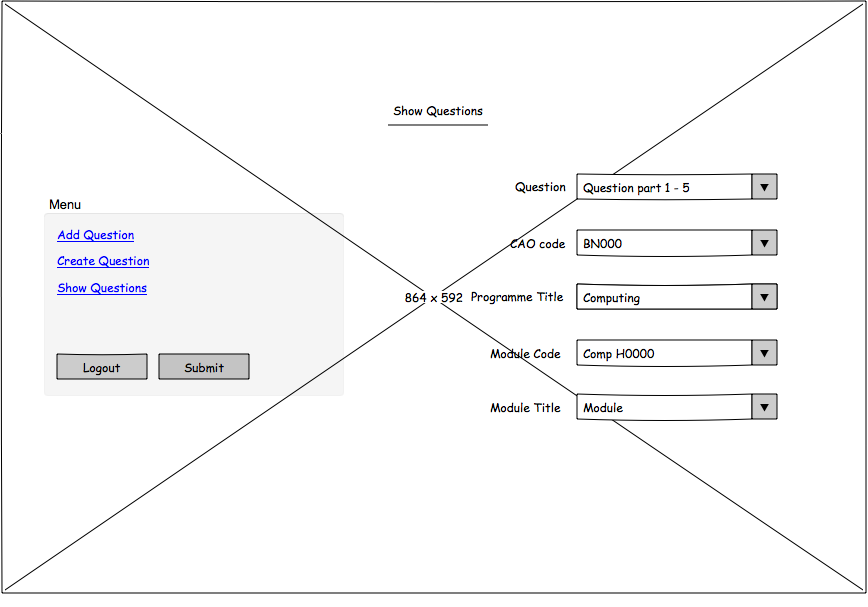 Show Questions
Menu
Add Question
Create Question
Show Questions
Logout
Submit
864 x 592
Question
Question part 1 - 5
CAO code
BN000
Programme Title
Computing
Module Code
Comp H0000
Module Title
Module